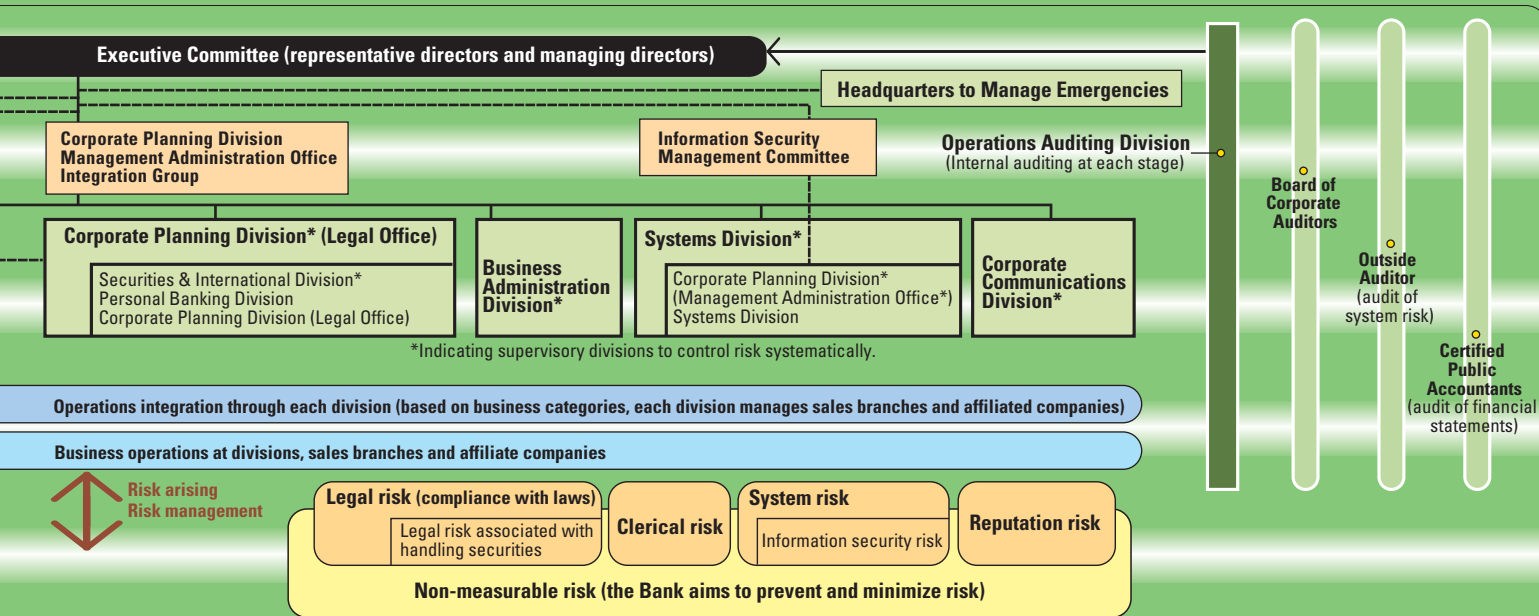 Executive Committee (representative directors and managing directors)
Headquarters to Manage Emergencies
Corporate Planning Division
Management Administration Office
Integration Group
Information Security
Management Committee
Operations Auditing Division
(Internal auditing at each stage)
Board of
Corporate
Auditors
Outside
Auditor
(audit of
system risk)
Certified
Public
Accountants
(audit of financial
statements)
Corporate Planning Division* (Legal Office)
Securities & International Division*
Personal Banking Division
Corporate Planning Division (Legal Office)
Business
Administration
Division*
Systems Division*
Corporate Planning Division*
(Management Administration Office*)
Systems Division
Corporate
Communications
Division*
*Indicating supervisory divisions to control risk systematically.
Operations integration through each division (based on business categories, each division manages sales branches and affiliated companies)
Business operations at divisions, sales branches and affiliate companies
Risk arising
Risk management
Legal risk (compliance with laws)
Legal risk associated with
handling securities
Clerical risk
System risk
Information security risk
Reputation risk
Non-measurable risk (the Bank aims to prevent and minimize risk)